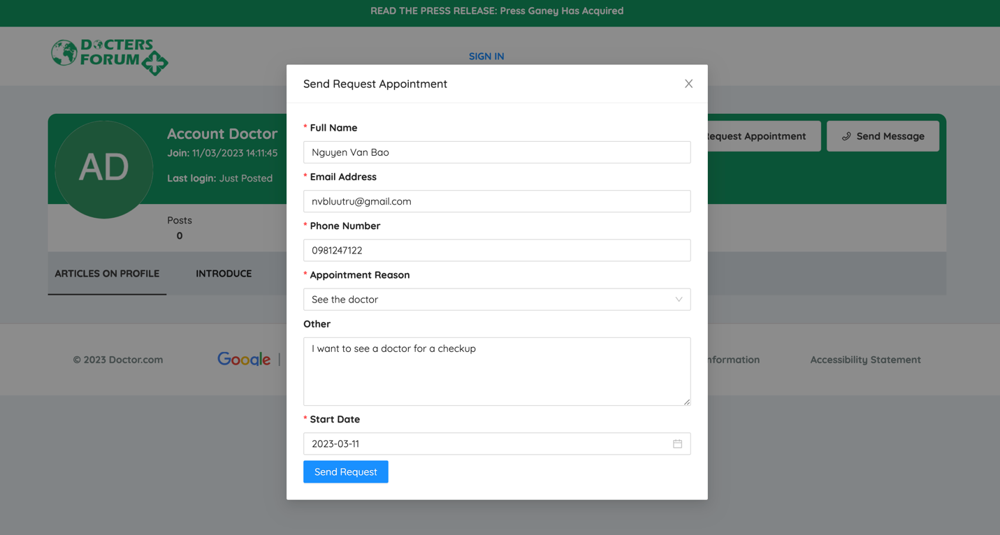 READ THE PRESS RELEASE: Press Ganey Has Acquired
DOCTERS
FORUM
SIGN IN
Send Request Appointment
AD
Account Doctor
Join: 11/03/2023 14:11:45
Last login: Just Posted
Request Appointment
Send Message
Posts
0
ARTICLES ON PROFILE
INTRODUCE
* Full Name
Nguyen Van Bao
* Email Address
nvbluutru@gmail.com
* Phone Number
0981247122
* Appointment Reason
See the doctor
Other
I want to see a doctor for a checkup
* Start Date
2023-03-11
Send Request
© 2023 Doctor.com
Google |
Accessibility Statement